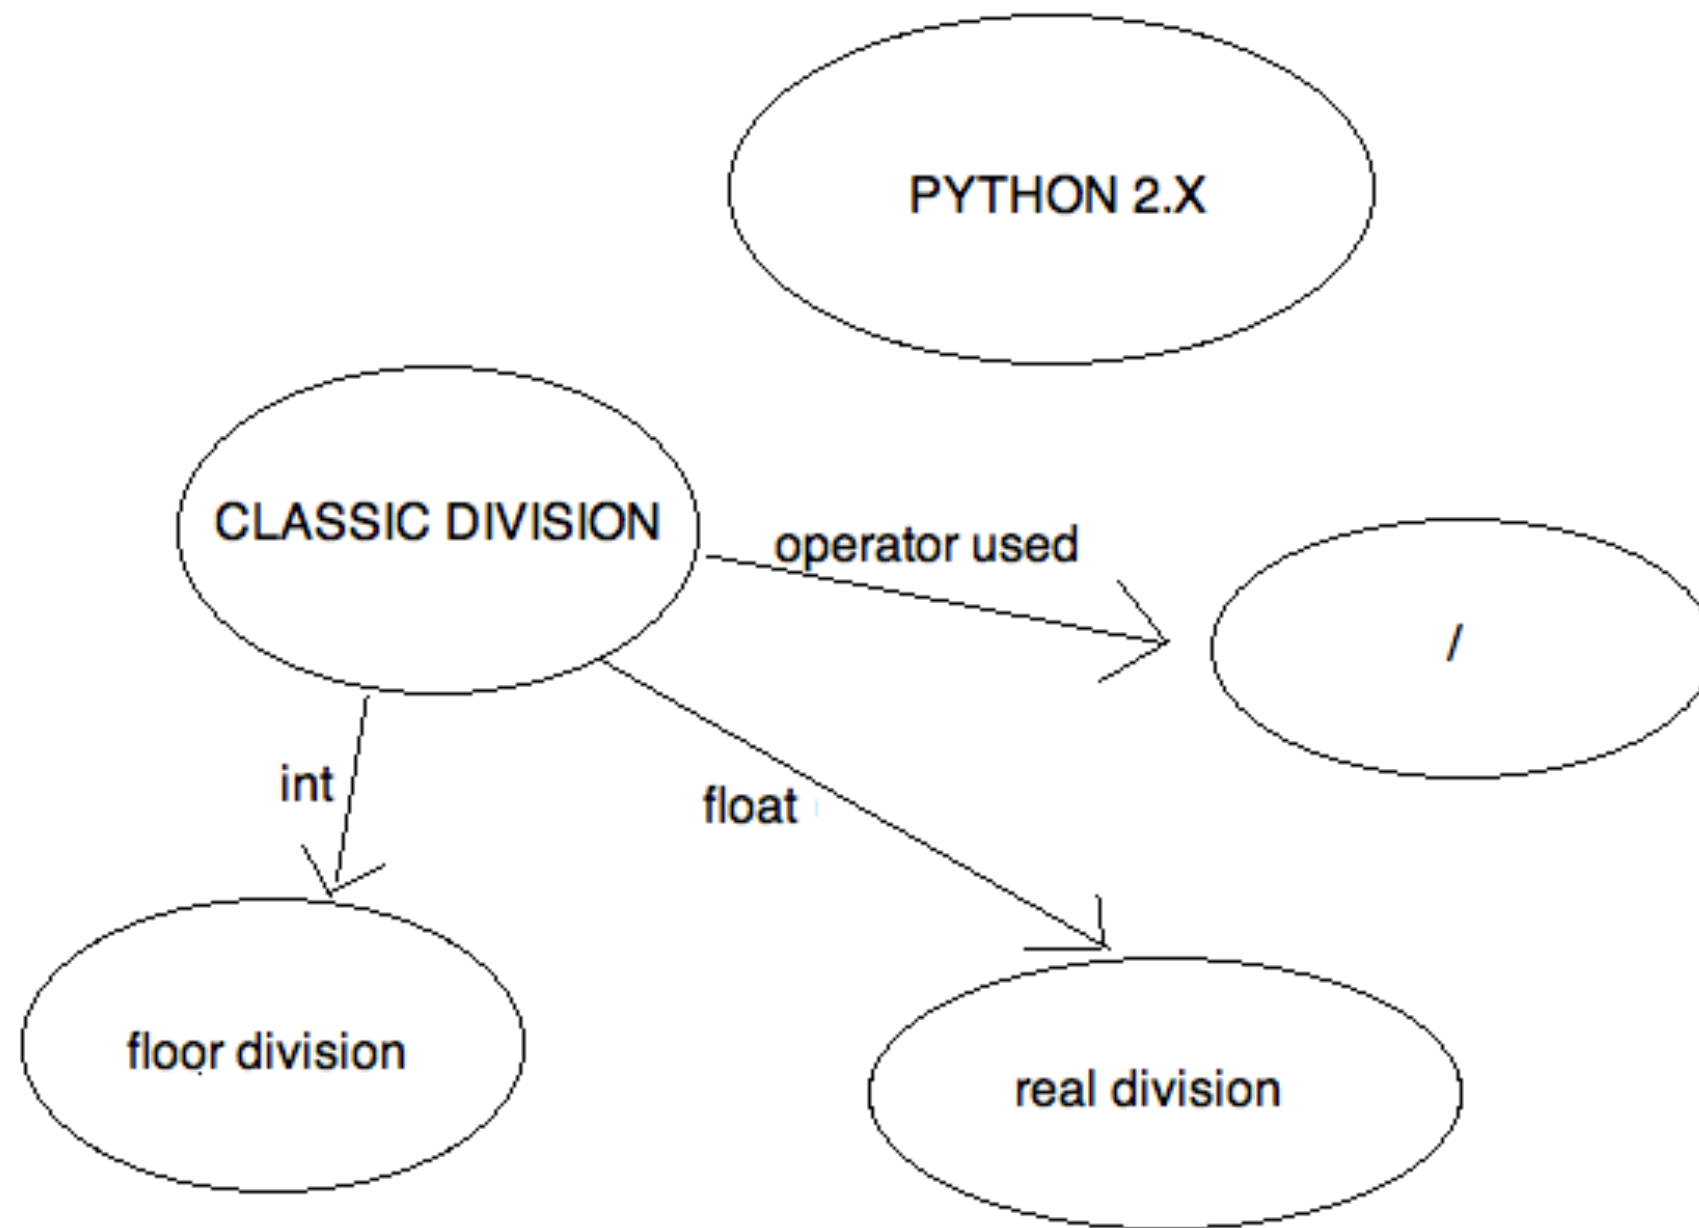 PYTHON 2.X
CLASSIC DIVISION
operator used
/
int
float
floor division
real division